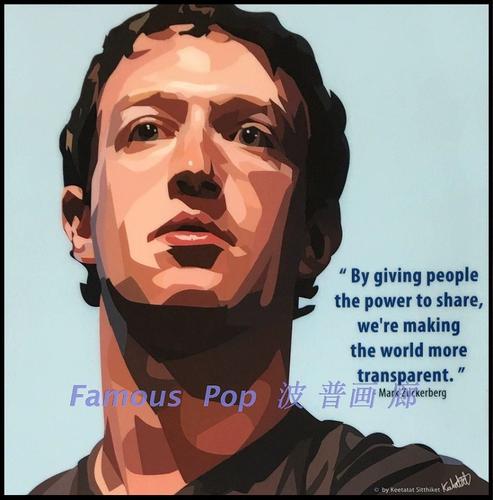 “ By giving people
the power to share,
we're making
the world more
transparent. ”
Mark Zuckerberg
Famous Pop 波普画廊
© by Keetatat Sitthiket